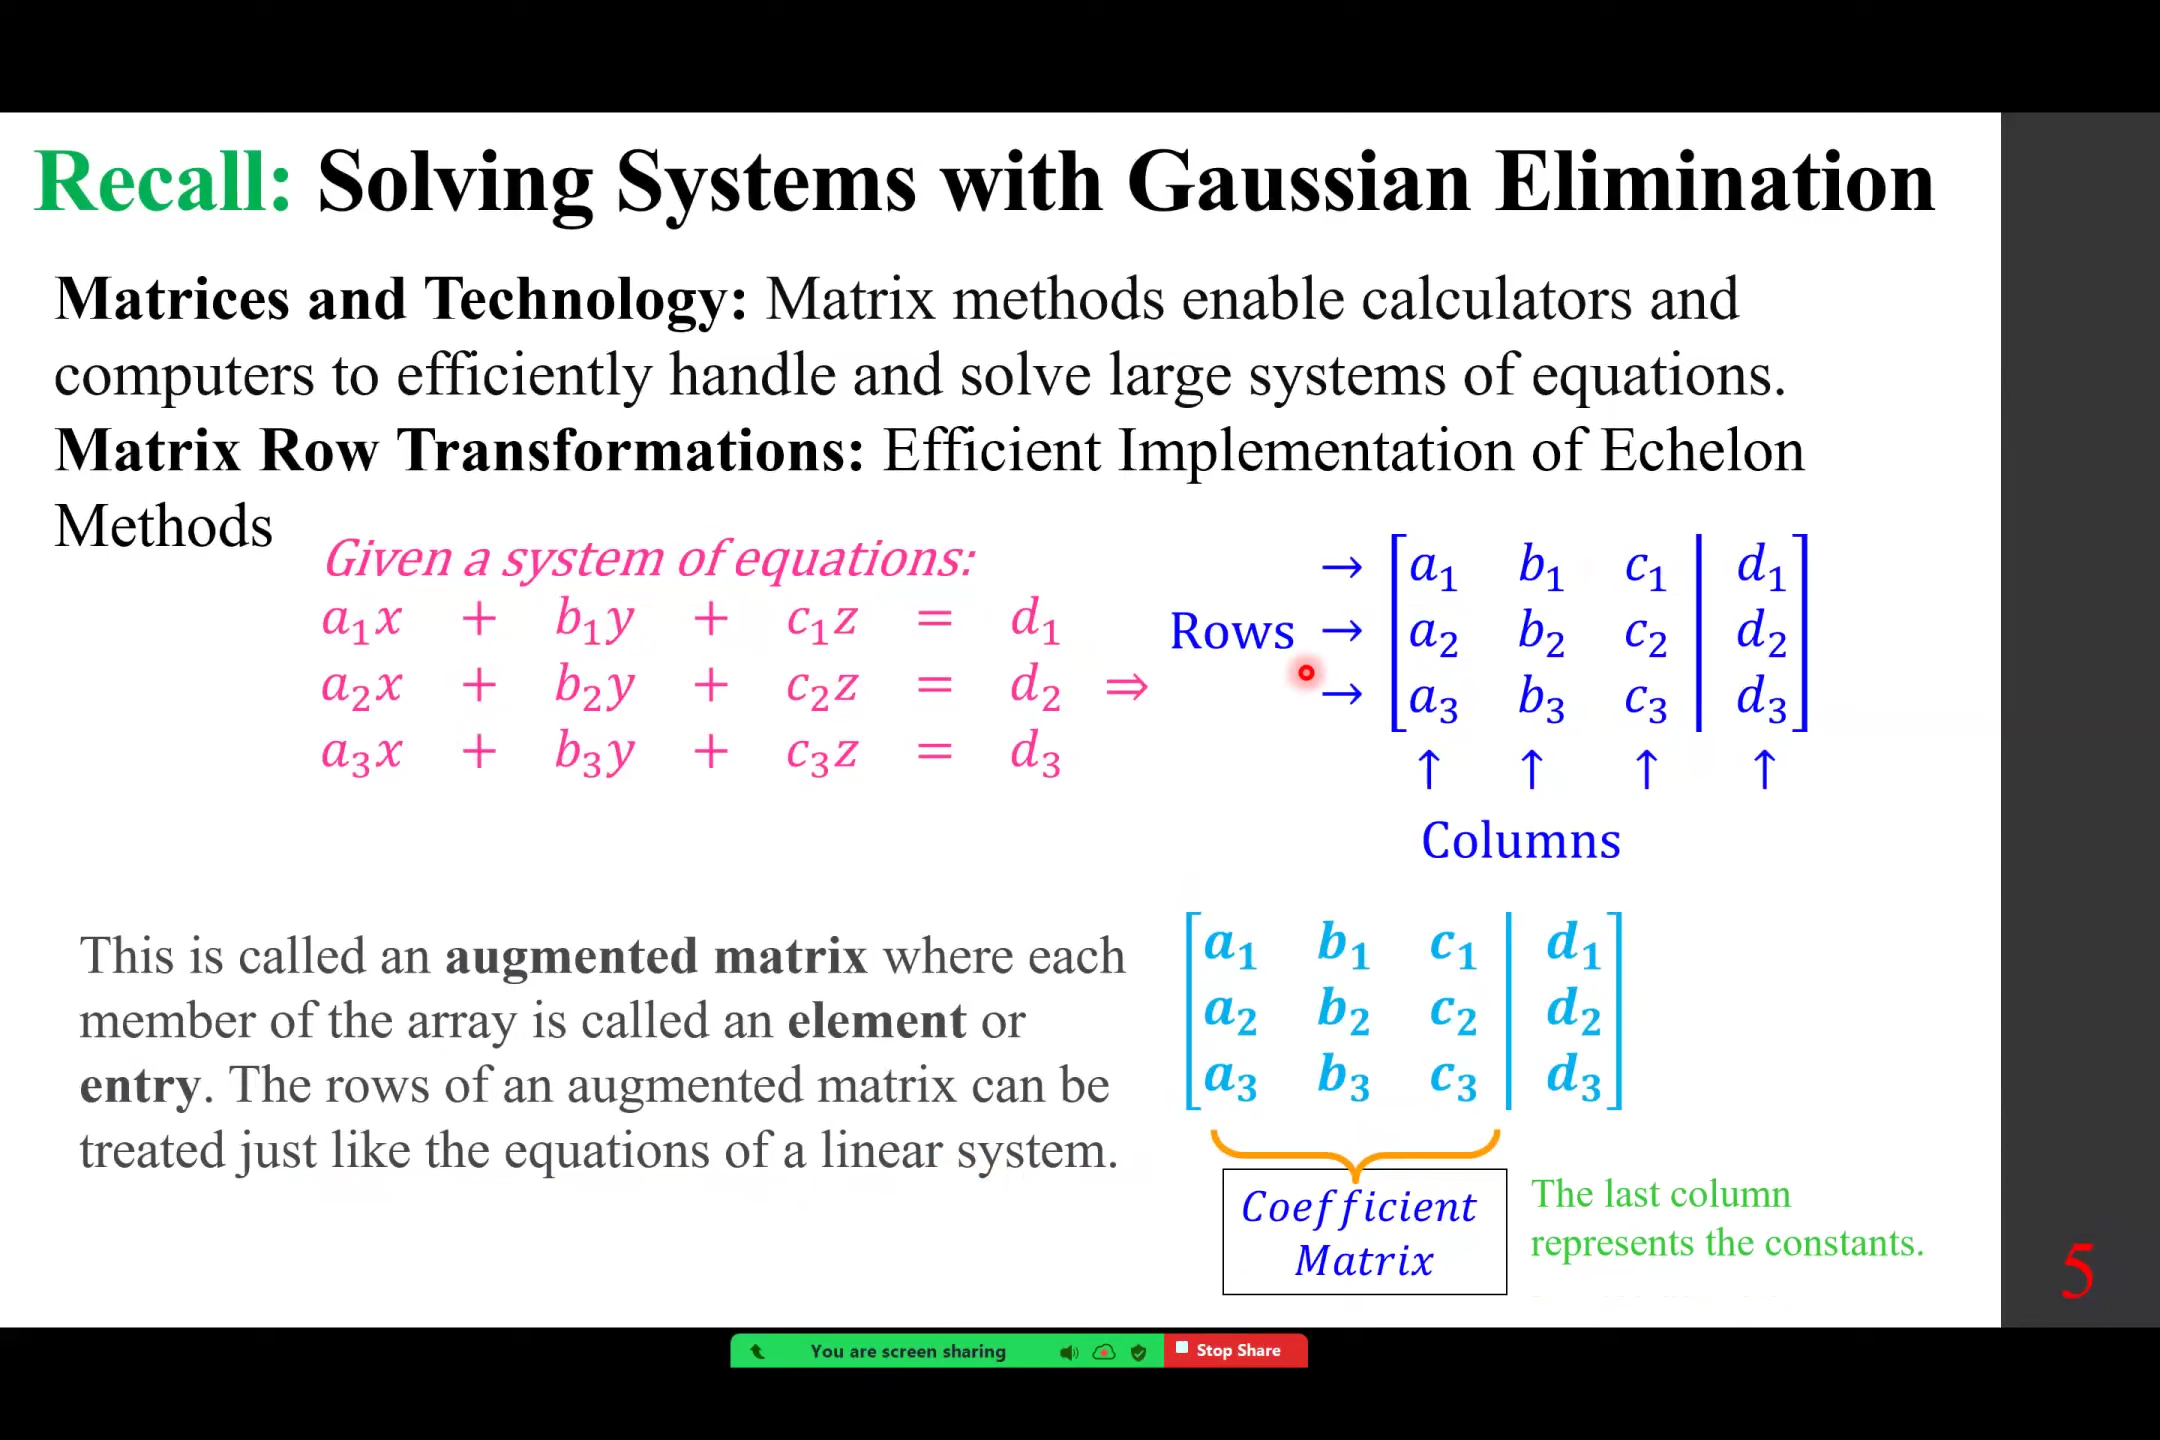 Recall: Solving Systems with Gaussian Elimination
Matrices and Technology: Matrix methods enable calculators and
computers to efficiently handle and solve large systems of equations.
Matrix Row Transformations: Efficient Implementation of Echelon
Methods
Given a system of equations:
a₁x + b₁y + c₁z = d₁
a₂x + b₂y + c₂z = d₂ ⇒
a₃x + b₃y + c₃z = d₃
→ [a₁ b₁ c₁ | d₁]
Rows → [a₂ b₂ c₂ | d₂]
→ [a₃ b₃ c₃ | d₃]
↑ ↑ ↑ ↑
Columns
This is called an augmented matrix where each
member of the array is called an element or
entry. The rows of an augmented matrix can be
treated just like the equations of a linear system.
[a₁ b₁ c₁ | d₁]
[a₂ b₂ c₂ | d₂]
[a₃ b₃ c₃ | d₃]
Coefficient
Matrix
The last column
represents the constants.
5
You are screen sharing Stop Share